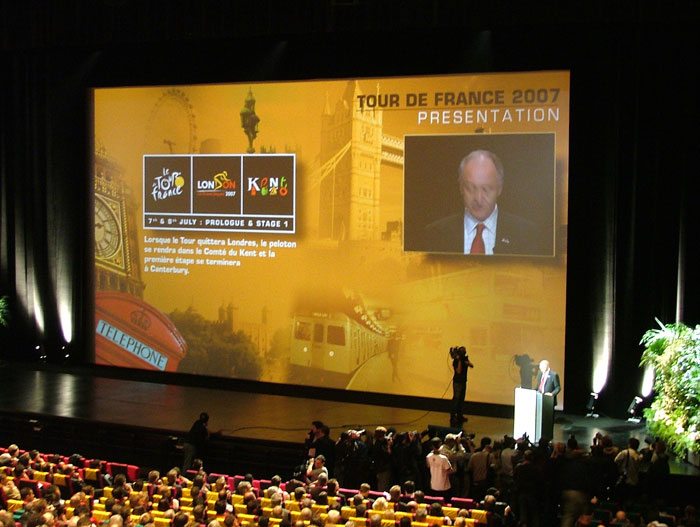 TOUR DE FRANCE 2007
PRESENTATION
LE TOUR
de FRANCE
LONDON
2007
KENT
7TH & 8TH JULY : PROLOGUE & STAGE 1
Lorsque le Tour quittera Londres, le peloton
se rendra dans le Comté du Kent et la
première étape se terminera
à Canterbury.
TELEPHONE